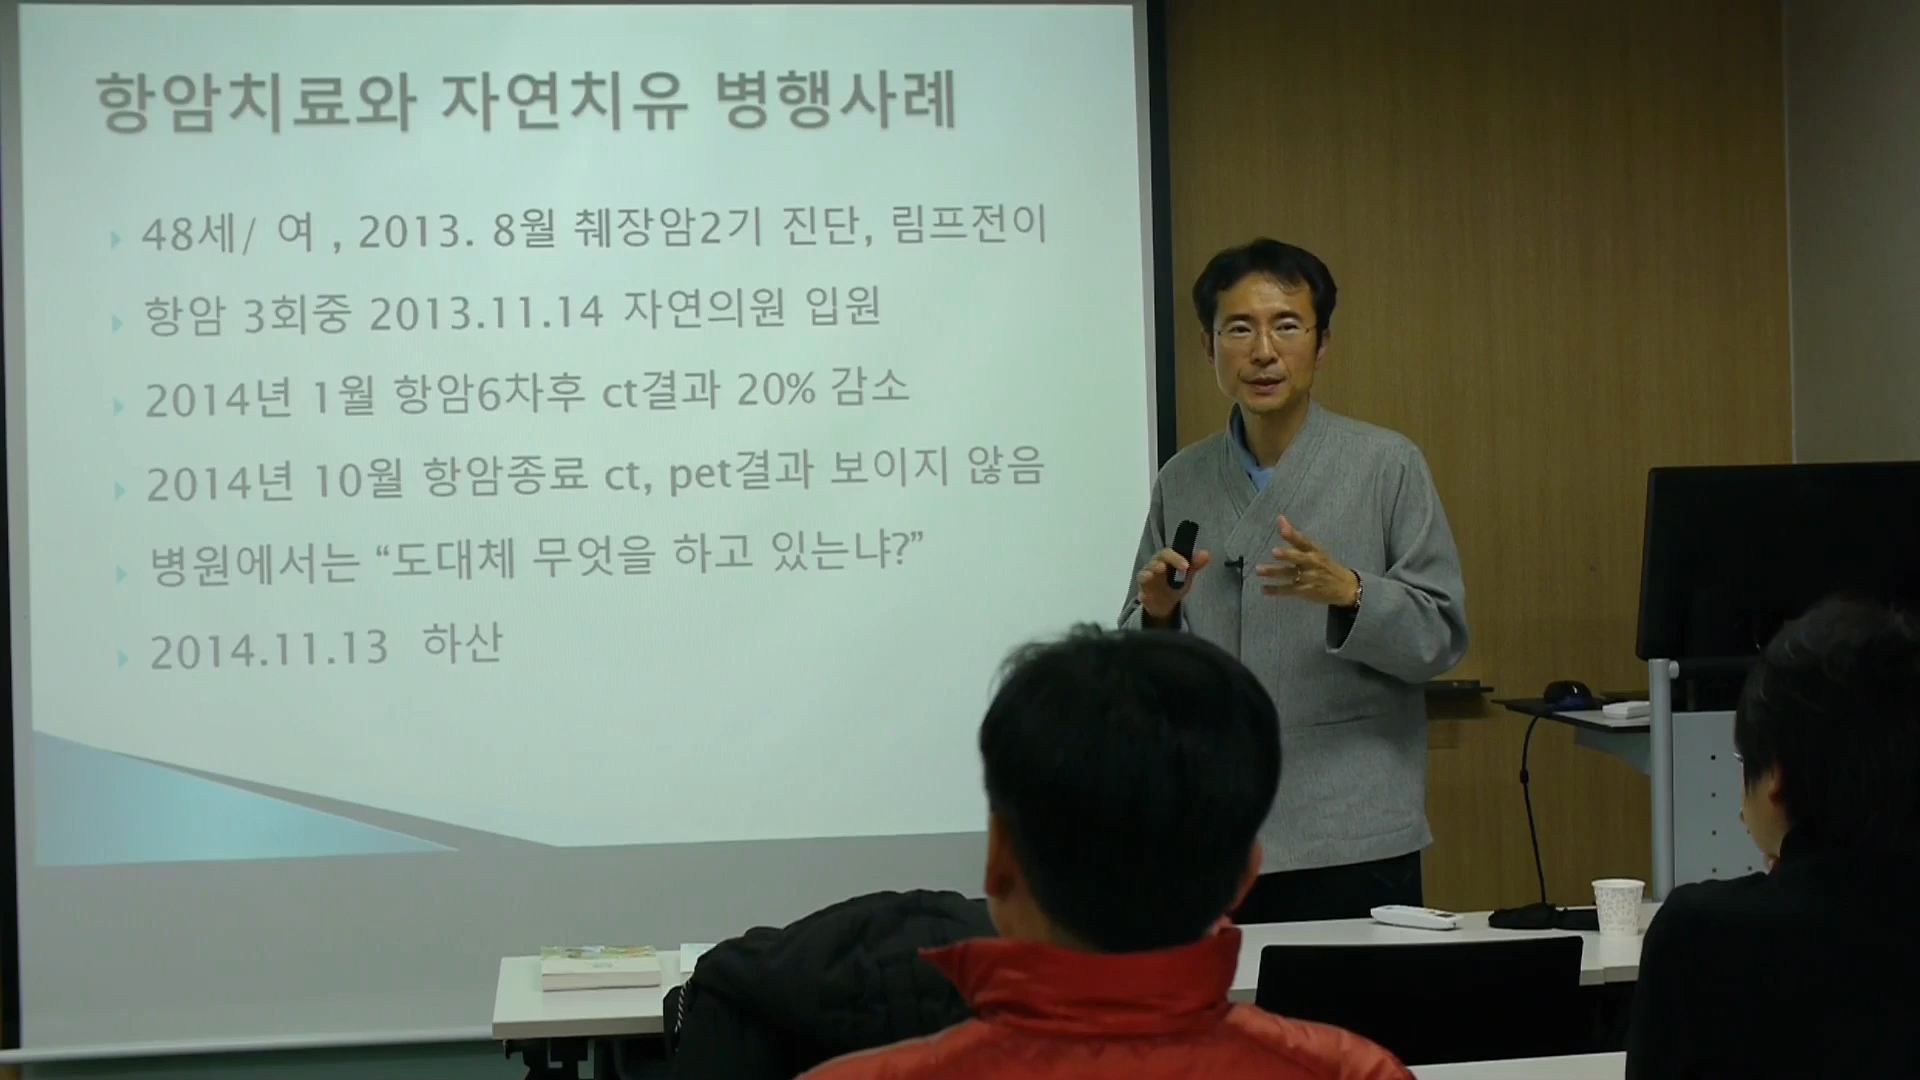 항암치료와 자연치유 병행사례
48세/ 여 , 2013. 8월 췌장암2기 진단, 림프전이
항암 3회중 2013.11.14 자연의원 입원
2014년 1월 항암6차후 ct결과 20% 감소
2014년 10월 항암종료 ct, pet결과 보이지 않음
병원에서는 “도대체 무엇을 하고 있는냐?”
2014.11.13 하산